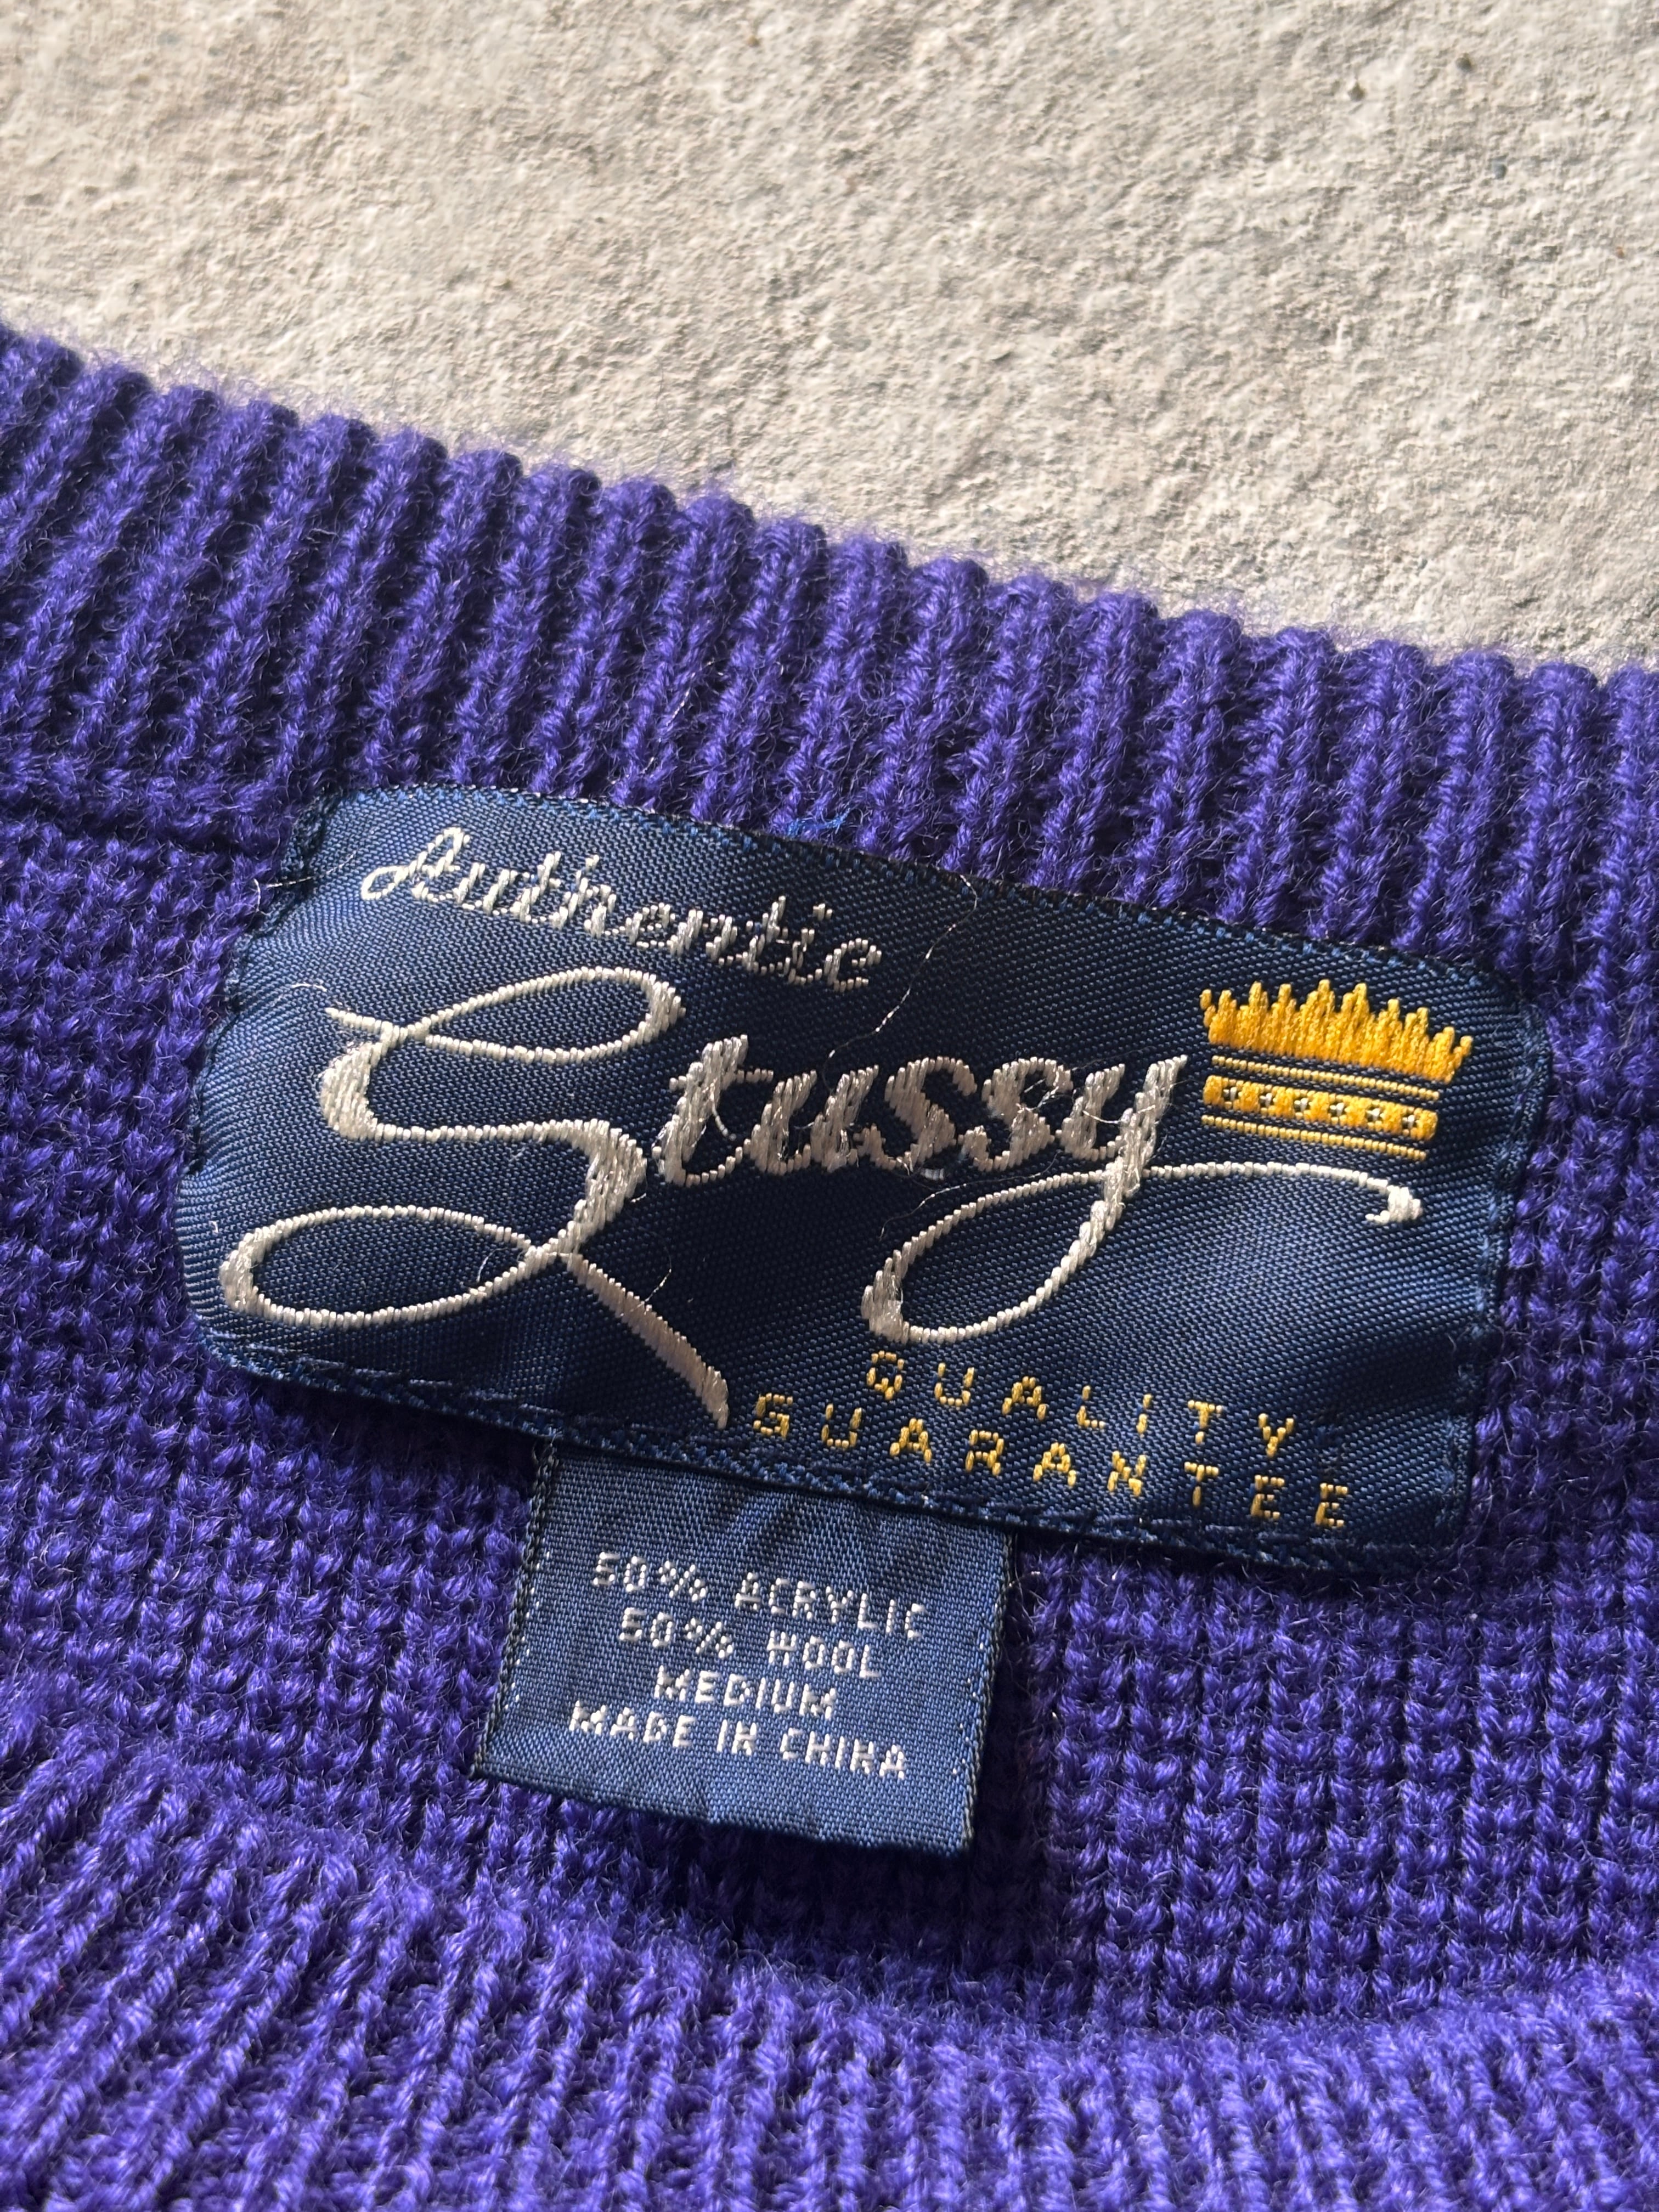 Authentic
Stussy
QUALITY
GUARANTEE
50% ACRYLIC
50% WOOL
MEDIUM
MADE IN CHINA